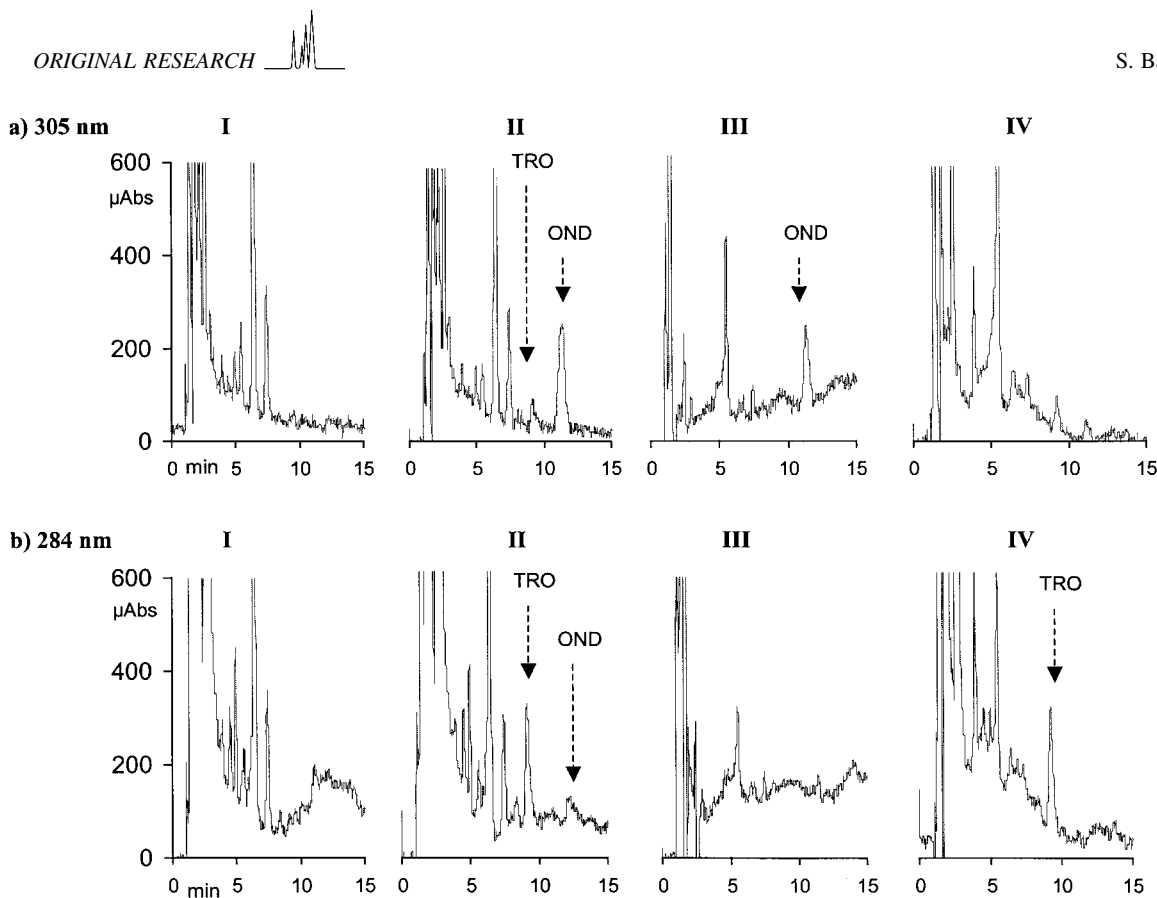 ORIGINAL RESEARCH
S. B
a) 305 nm I II III IV
600
µAbs
400
200
0
TRO
OND
OND
0 min 5 10 15
0 5 10 15
0 5 10 15
0 5 10 15
b) 284 nm I II III IV
600
µAbs
400
200
0
TRO
OND
TRO
0 min 5 10 15
0 5 10 15
0 5 10 15
0 5 10 15